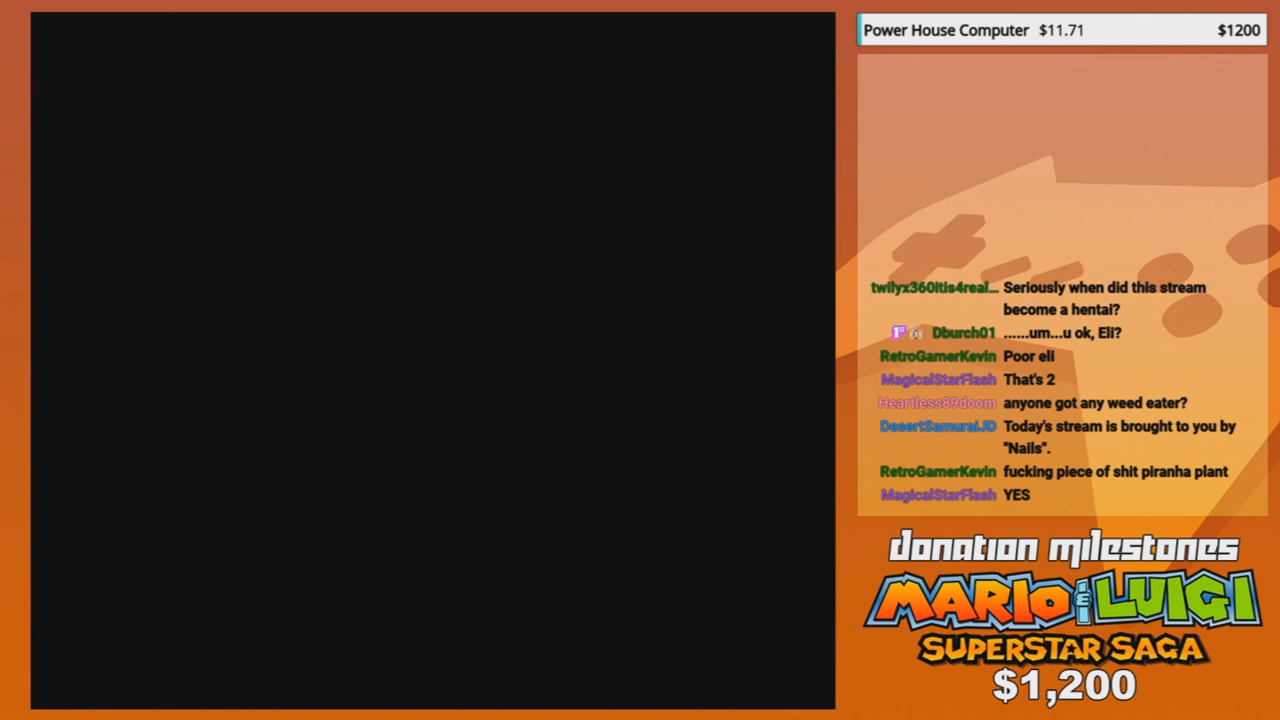 Power House Computer $11.71 $1200
twilyx360itis4real... Seriously when did this stream
become a hentai?
Dburch01 ......um...u ok, Eli?
RetroGamerKevin Poor eli
MagicalStarFlash That's 2
Heartless89doom anyone got any weed eater?
DesertSamuraiJD Today's stream is brought to you by
"Nails".
RetroGamerKevin fucking piece of shit piranha plant
MagicalStarFlash YES
donation milestones
MARIO & LUIGI
SUPERSTAR SAGA
$1,200